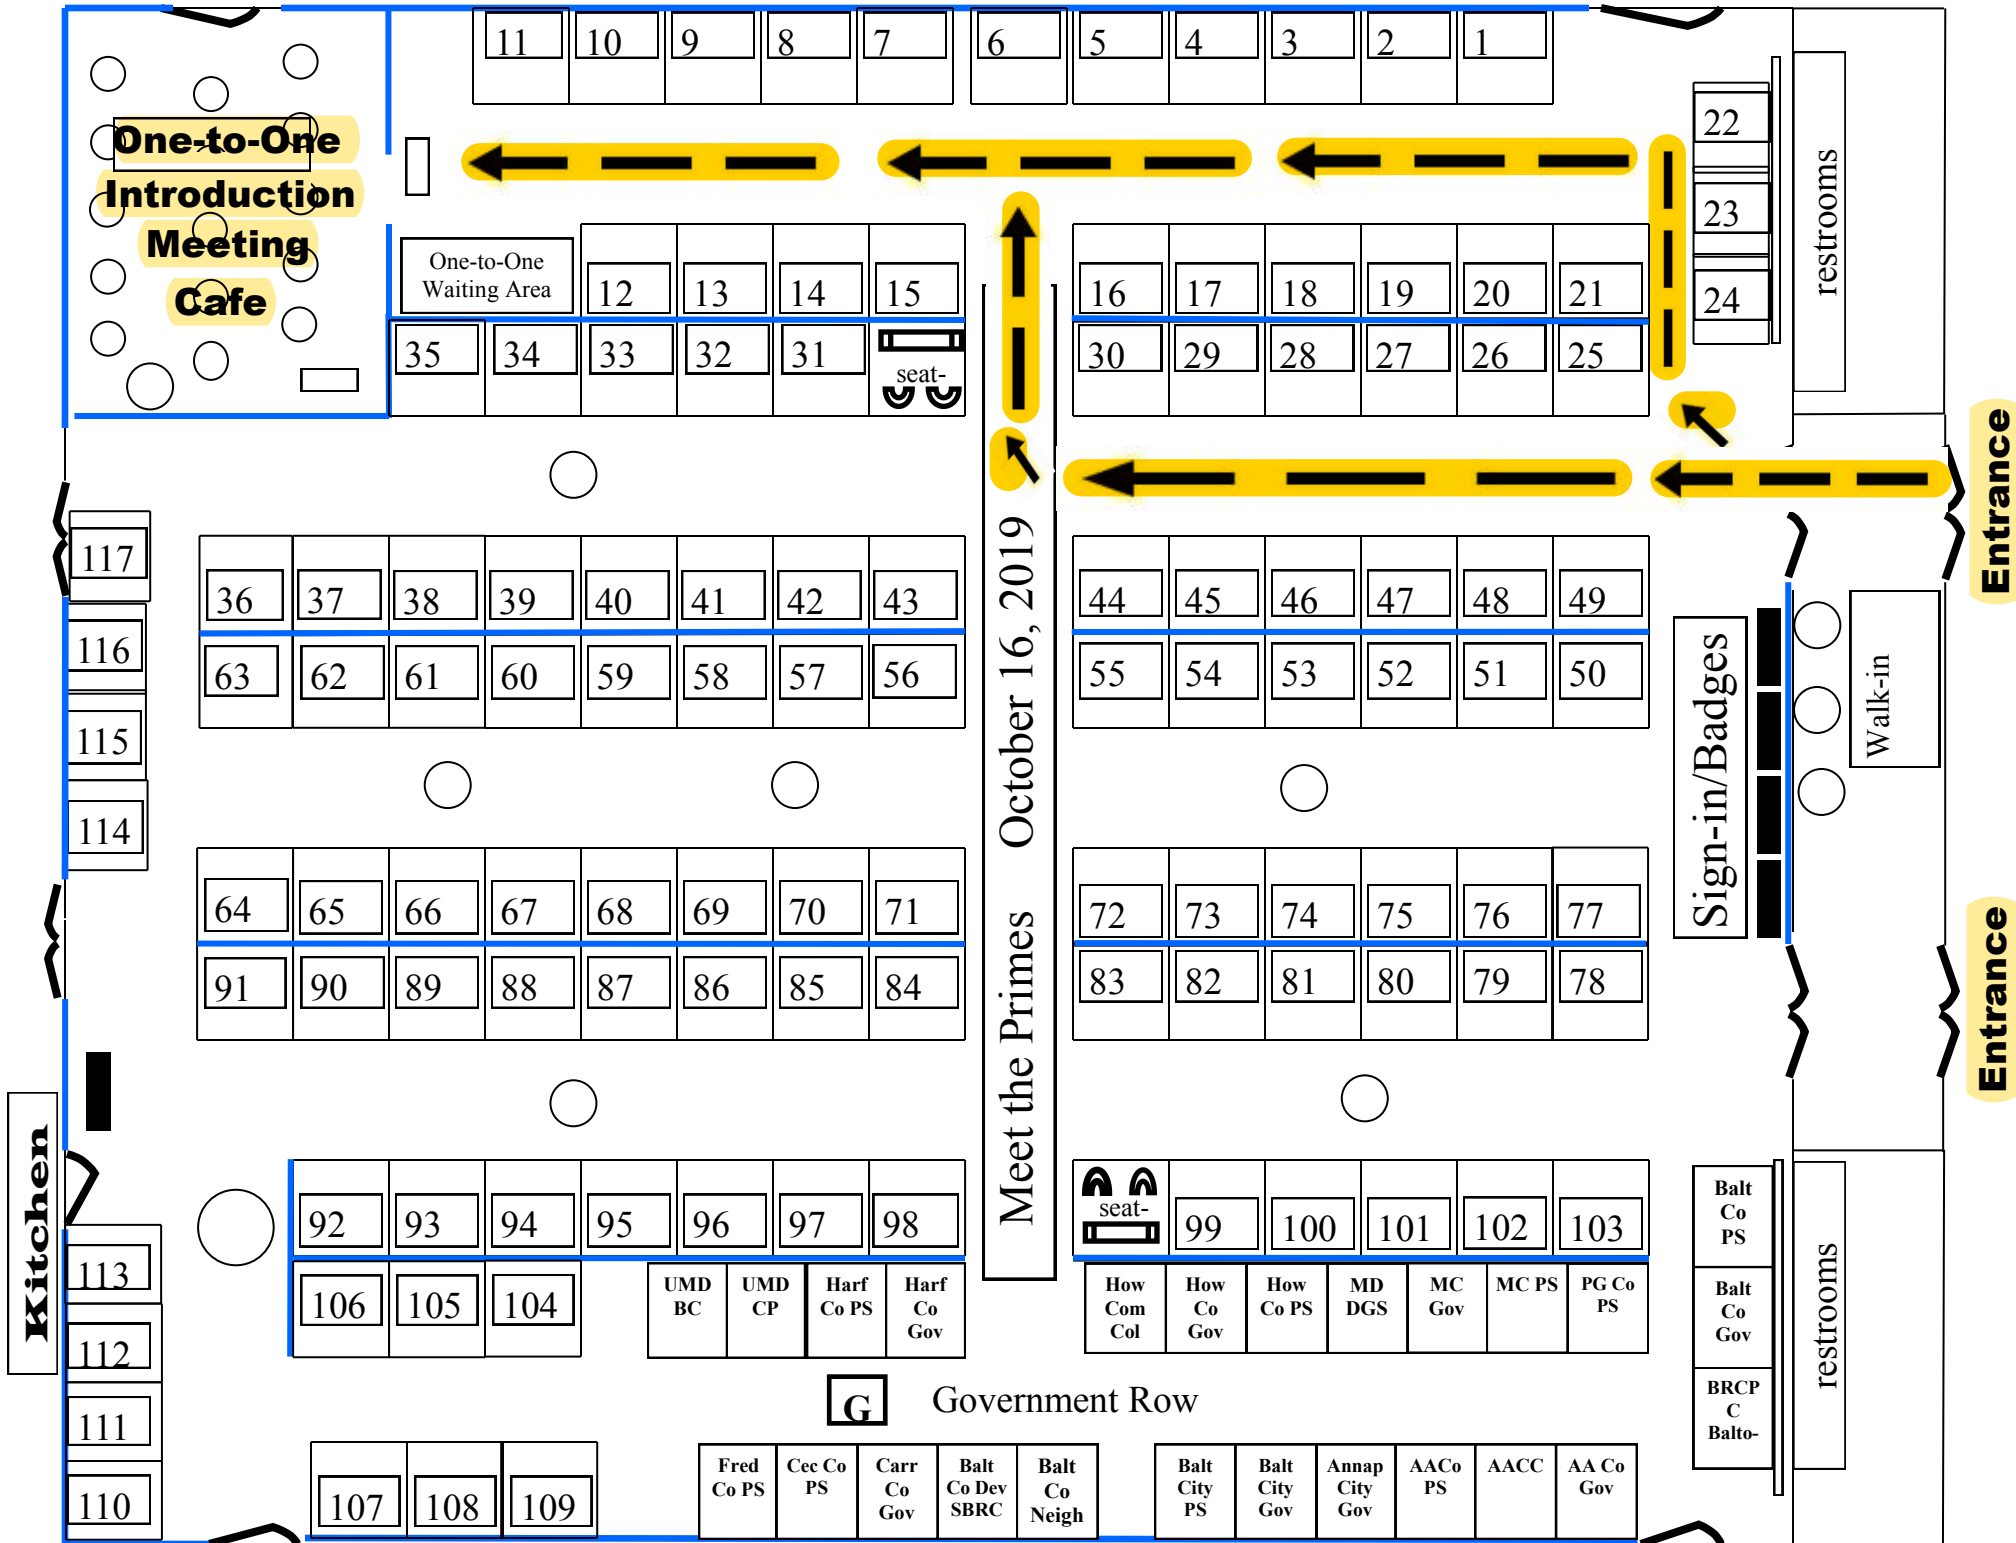 11 10 9 8 7 6 5 4 3 2 1
22
23
24
restrooms
One-to-One
Introduction
Meeting
Cafe
One-to-One
Waiting Area
12 13 14 15 16 17 18 19 20 21
35 34 33 32 31 seat- 30 29 28 27 26 25
Entrance
117
116
115
114
36 37 38 39 40 41 42 43 44 45 46 47 48 49
63 62 61 60 59 58 57 56 55 54 53 52 51 50
Meet the Primes October 16, 2019
Sign-in/Badges
Walk-in
64 65 66 67 68 69 70 71 72 73 74 75 76 77
91 90 89 88 87 86 85 84 83 82 81 80 79 78
Entrance
Kitchen
92 93 94 95 96 97 98 seat- 99 100 101 102 103
113
112
111
110
106 105 104
UMD
BC
UMD
CP
Harf
Co PS
Harf
Co
Gov
How
Com
Col
How
Co
Gov
How
Co PS
MD
DGS
MC
Gov
MC PS
PG Co
PS
Balt
Co
PS
Balt
Co
Gov
BRCP
C
Balto-
restrooms
G Government Row
107 108 109
Fred
Co PS
Cec Co
PS
Carr
Co
Gov
Balt
Co Dev
SBRC
Balt
Co
Neigh
Balt
City
PS
Balt
City
Gov
Annap
City
Gov
AACo
PS
AACC
AA Co
Gov